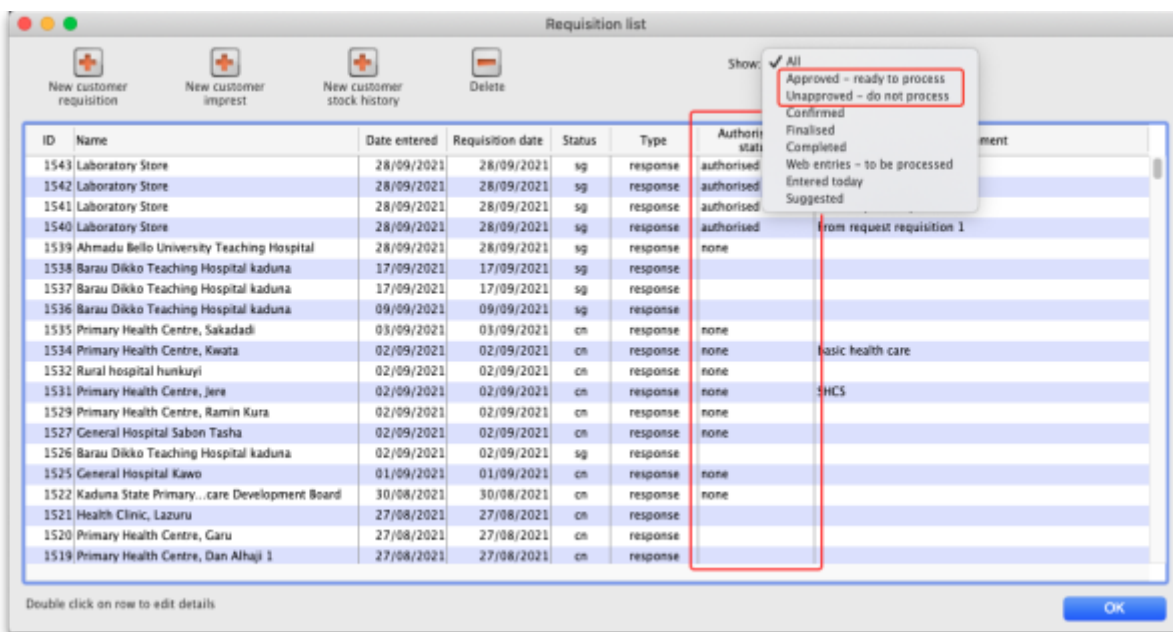 Requisition list
New customer requisition
New customer imprest
New customer stock history
Delete
Show:
✓ All
Approved – ready to process
Unapproved – do not process
Confirmed
Finalised
Completed
Web entries – to be processed
Entered today
Suggested
ID Name Date entered Requisition date Status Type
1543 Laboratory Store 28/09/2021 28/09/2021 sg response authorised
1542 Laboratory Store 28/09/2021 28/09/2021 sg response authorised
1541 Laboratory Store 28/09/2021 28/09/2021 sg response authorised
1540 Laboratory Store 28/09/2021 28/09/2021 sg response authorised From request requisition 1
1539 Ahmadu Bello University Teaching Hospital 28/09/2021 28/09/2021 sg response none
1538 Barau Dikko Teaching Hospital kaduna 17/09/2021 17/09/2021 sg response
1537 Barau Dikko Teaching Hospital kaduna 17/09/2021 17/09/2021 sg response
1536 Barau Dikko Teaching Hospital kaduna 09/09/2021 09/09/2021 sg response
1535 Primary Health Centre, Sakadadi 03/09/2021 03/09/2021 cn response none
1534 Primary Health Centre, Kwata 02/09/2021 02/09/2021 cn response none basic health care
1532 Rural hospital hunkuyi 02/09/2021 02/09/2021 cn response none
1531 Primary Health Centre, Jere 02/09/2021 02/09/2021 cn response none SHCS
1529 Primary Health Centre, Ramin Kura 02/09/2021 02/09/2021 cn response none
1527 General Hospital Sabon Tasha 02/09/2021 02/09/2021 cn response none
1526 Barau Dikko Teaching Hospital kaduna 02/09/2021 02/09/2021 sg response
1525 General Hospital Kawo 01/09/2021 01/09/2021 cn response none
1522 Kaduna State Primary...care Development Board 30/08/2021 30/08/2021 cn response none
1521 Health Clinic, Lazuru 27/08/2021 27/08/2021 cn response
1520 Primary Health Centre, Garu 27/08/2021 27/08/2021 cn response
1519 Primary Health Centre, Dan Alhaji 1 27/08/2021 27/08/2021 cn response
Double click on row to edit details
OK